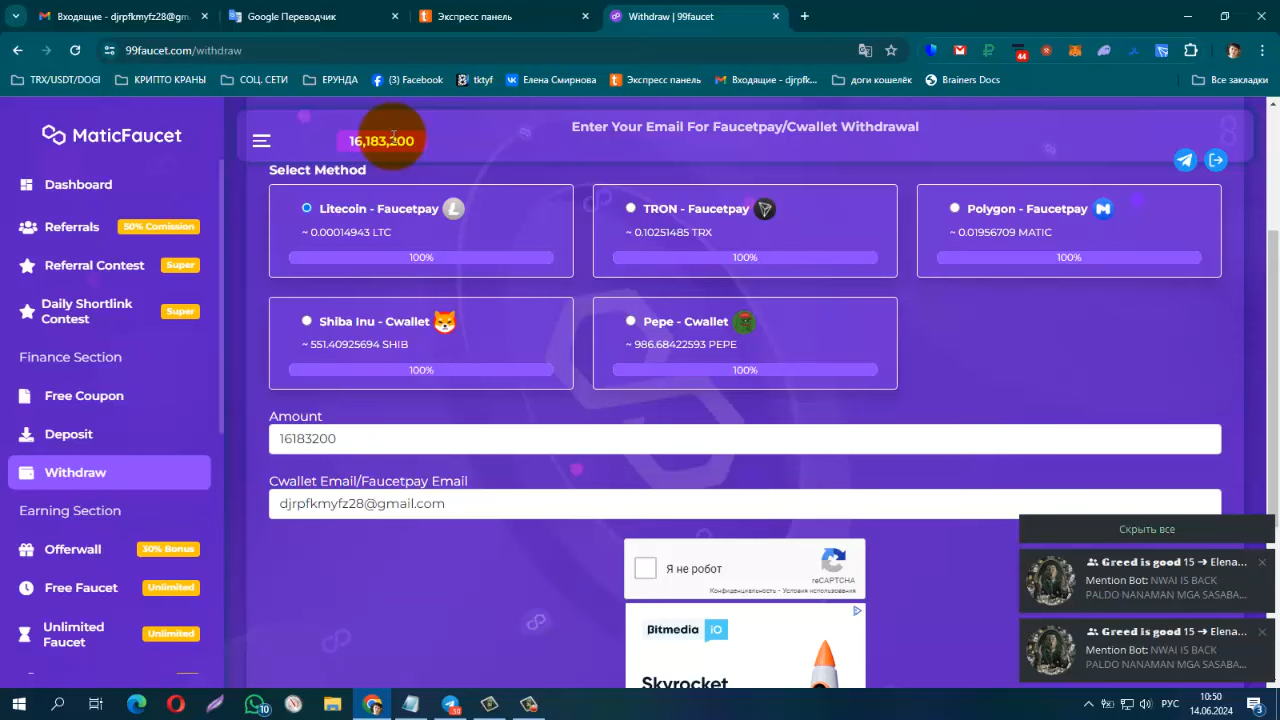 Входящие - djrpfkmyfz28@gm
Google Переводчик
Экспресс панель
Withdraw | 99faucet
99faucet.com/withdraw
44
TRX/USDT/DOGI
КРИПТО КРАНЫ
СОЦ. СЕТИ
ЕРУНДА
(3) Facebook
tktyf
Елена Смирнова
Экспресс панель
Входящие - djrpfk...
доги кошелёк
Brainers Docs
Все закладки
MaticFaucet
16,183,200
Enter Your Email For Faucetpay/Cwallet Withdrawal
Select Method
Dashboard
Referrals
50% Comission
Referral Contest
Super
Daily Shortlink
Contest
Super
Finance Section
Free Coupon
Deposit
Withdraw
Earning Section
Offerwall
30% Bonus
Free Faucet
Unlimited
Unlimited
Faucet
Unlimited
Litecoin - Faucetpay
~ 0.00014943 LTC
100%
TRON - Faucetpay
~ 0.10251485 TRX
100%
Polygon - Faucetpay
~ 0.01956709 MATIC
100%
Shiba Inu - Cwallet
~ 551.40925694 SHIB
100%
Pepe - Cwallet
~ 986.68422593 PEPE
100%
Amount
16183200
Cwallet Email/Faucetpay Email
djrpfkmyfz28@gmail.com
Я не робот
reCAPTCHA
Конфиденциальность - Условия использования
Bitmedia IO
Skyrocket
Скрыть все
Greed is good 15 ➜ Elena...
Mention Bot: NWAI IS BACK
PALDO NANAMAN MGA SASABA...
Greed is good 15 ➜ Elena...
Mention Bot: NWAI IS BACK
PALDO NANAMAN MGA SASABA...
10
РУС
10:50
14.06.2024
3